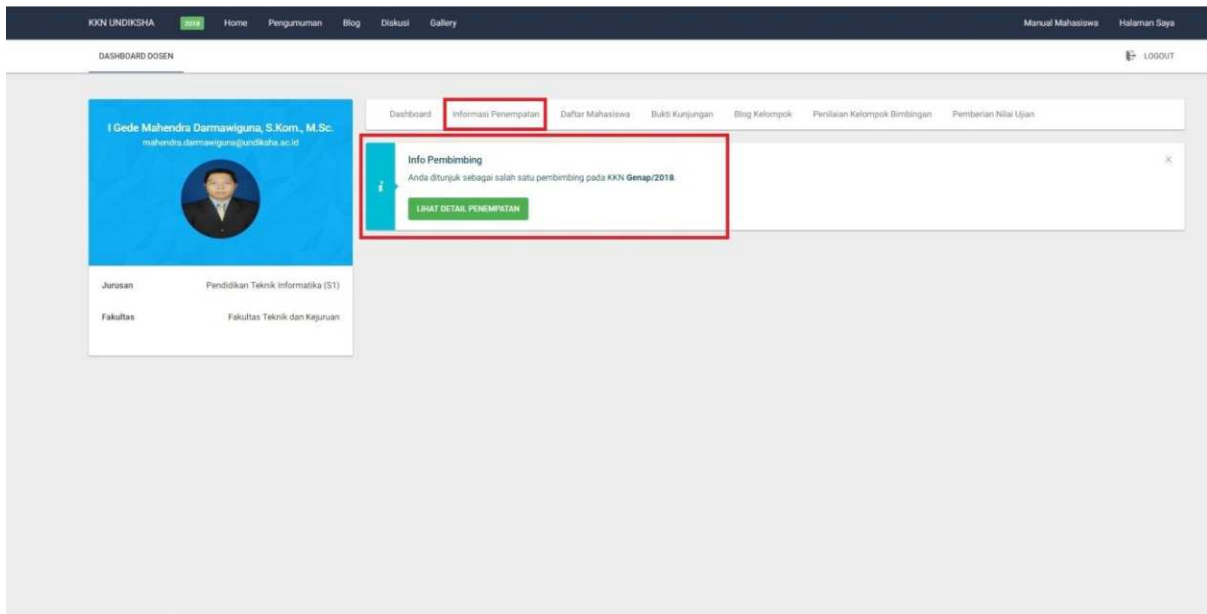 KKN UNDIKSHA 2018 Home Pengumuman Blog Diskusi Gallery Manual Mahasiswa Halaman Saya
DASHBOARD DOSEN LOGOUT
I Gede Mahendra Darmawiguna, S.Kom., M.Sc.
mahendra.darmawiguna@undiksha.ac.id
Jurusan Pendidikan Teknik Informatika (S1)
Fakultas Fakultas Teknik dan Kejuruan
Dashboard Informasi Penempatan Daftar Mahasiswa Bukti Kunjungan Blog Kelompok Penilaian Kelompok Bimbingan Pemberian Nilai Ujian
Info Pembimbing
Anda ditunjuk sebagai salah satu pembimbing pada KKN Genap/2018.
LIHAT DETAIL PENEMPATAN